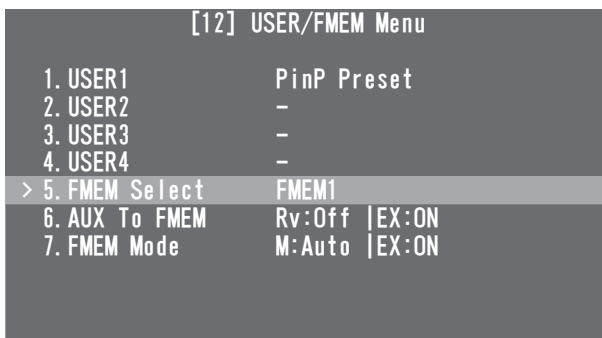 [12] USER/FMEM Menu
1. USER1 PinP Preset
2. USER2 –
3. USER3 –
4. USER4 –
> 5. FMEM Select FMEM1
6. AUX To FMEM Rv:Off |EX:ON
7. FMEM Mode M:Auto |EX:ON